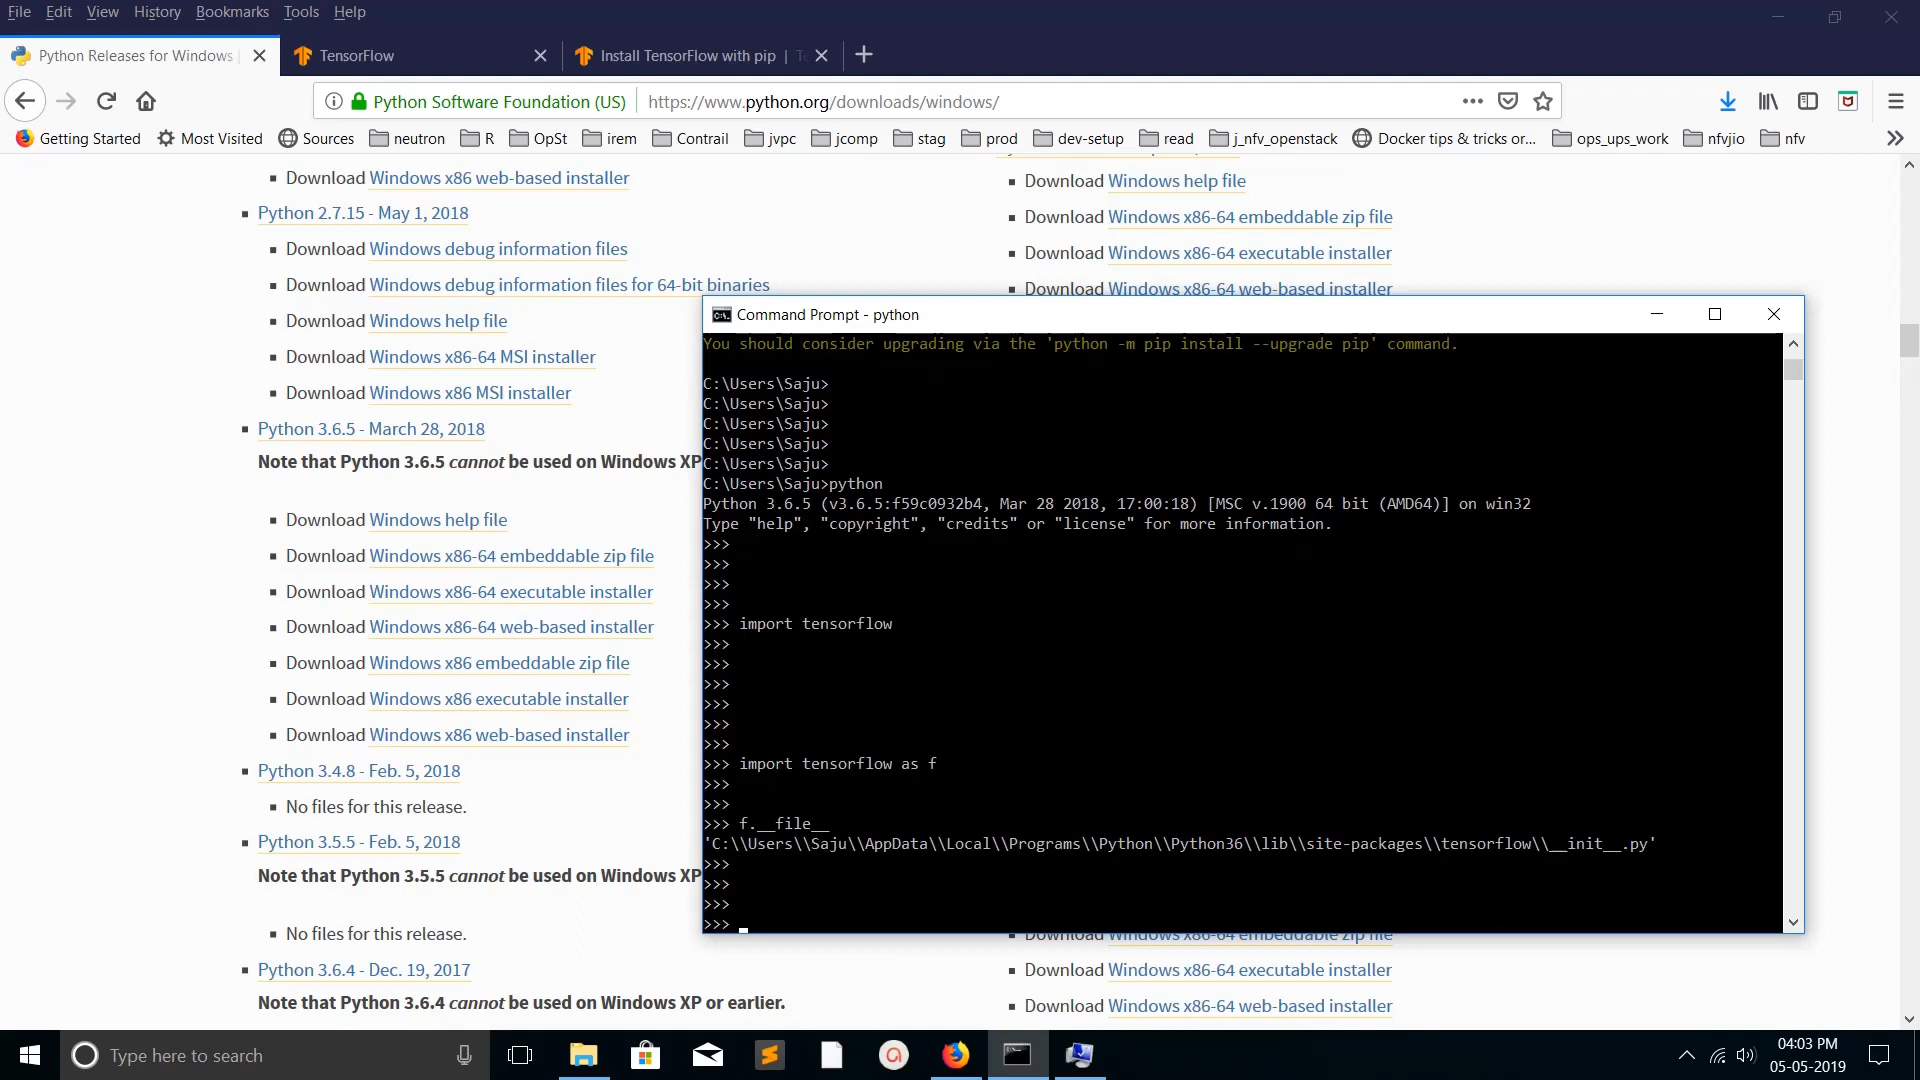 File Edit View History Bookmarks Tools Help
Python Releases for Windows
TensorFlow
Install TensorFlow with pip |
Python Software Foundation (US)
https://www.python.org/downloads/windows/
Getting Started Most Visited Sources neutron R OpSt irem Contrail jvpc jcomp stag prod dev-setup read j_nfv_openstack Docker tips & tricks or... ops_ups_work nfvjio nfv
Download Windows x86 web-based installer
Python 2.7.15 - May 1, 2018
Download Windows debug information files
Download Windows debug information files for 64-bit binaries
Download Windows help file
Download Windows x86-64 MSI installer
Download Windows x86 MSI installer
Python 3.6.5 - March 28, 2018
Note that Python 3.6.5 cannot be used on Windows XP
Download Windows help file
Download Windows x86-64 embeddable zip file
Download Windows x86-64 executable installer
Download Windows x86-64 web-based installer
Download Windows x86 embeddable zip file
Download Windows x86 executable installer
Download Windows x86 web-based installer
Python 3.4.8 - Feb. 5, 2018
No files for this release.
Python 3.5.5 - Feb. 5, 2018
Note that Python 3.5.5 cannot be used on Windows XP
No files for this release.
Python 3.6.4 - Dec. 19, 2017
Note that Python 3.6.4 cannot be used on Windows XP or earlier.
Download Windows help file
Download Windows x86-64 embeddable zip file
Download Windows x86-64 executable installer
Download Windows x86-64 web-based installer
Command Prompt - python
You should consider upgrading via the 'python -m pip install --upgrade pip' command.
C:\Users\Saju>
C:\Users\Saju>
C:\Users\Saju>
C:\Users\Saju>
C:\Users\Saju>
C:\Users\Saju>python
Python 3.6.5 (v3.6.5:f59c0932b4, Mar 28 2018, 17:00:18) [MSC v.1900 64 bit (AMD64)] on win32
Type "help", "copyright", "credits" or "license" for more information.
>>>
>>>
>>>
>>>
>>> import tensorflow
>>>
>>>
>>>
>>>
>>>
>>>
>>> import tensorflow as f
>>>
>>>
>>> f.__file__
'C:\\Users\\Saju\\AppData\\Local\\Programs\\Python\\Python36\\lib\\site-packages\\tensorflow\\__init__.py'
>>>
>>>
>>>
>>>
Download Windows x86-64 embeddable zip file
Download Windows x86-64 executable installer
Download Windows x86-64 web-based installer
Type here to search
04:03 PM
05-05-2019